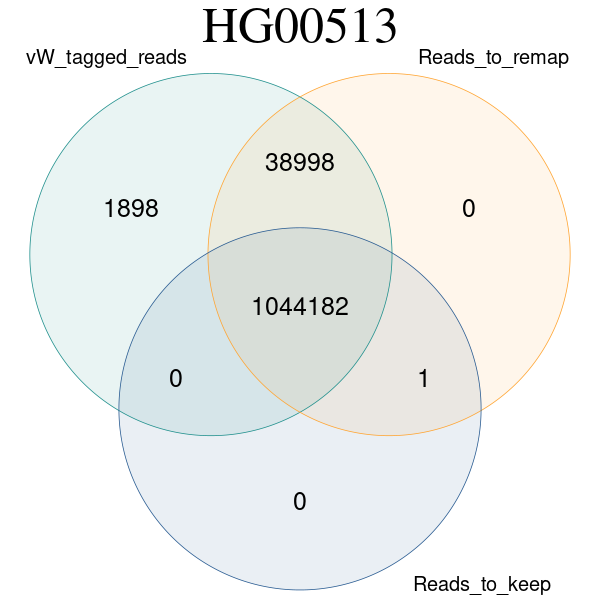 HG00513
vW_tagged_reads
Reads_to_remap
38998
1898
0
1044182
0
1
0
Reads_to_keep